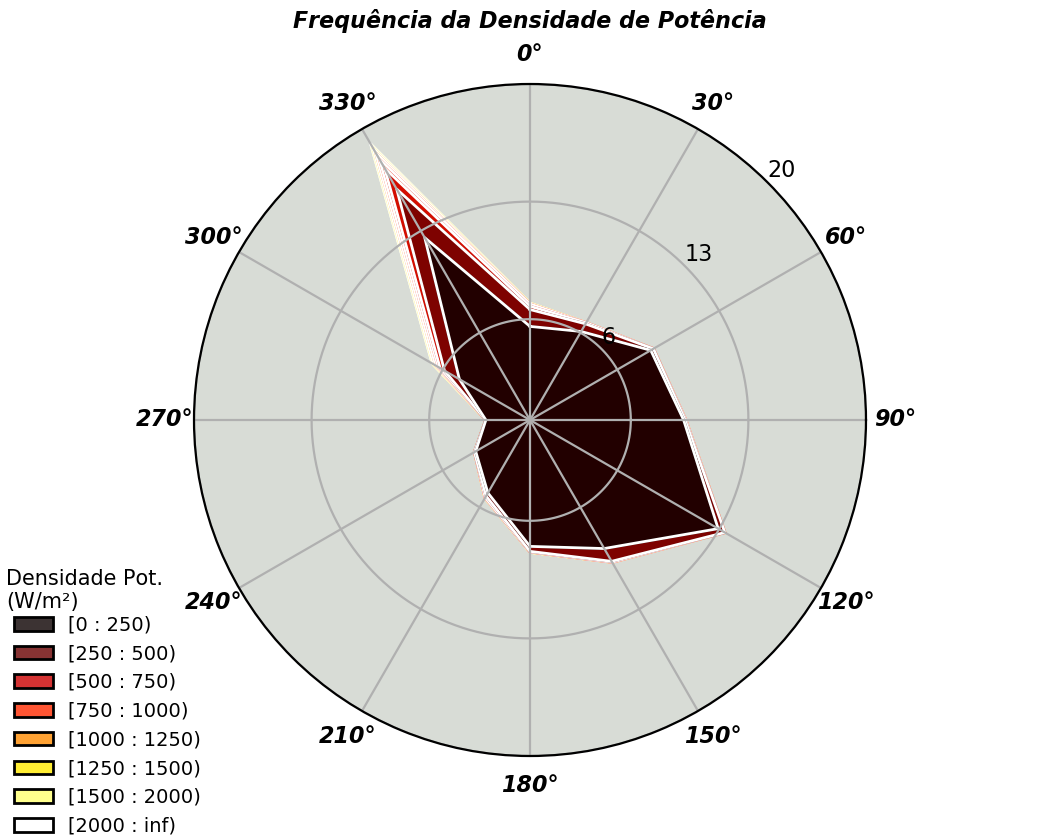 Frequência da Densidade de Potência
0°
330°
30°
20
300°
60°
13
6
270°
90°
240°
120°
210°
150°
180°
Densidade Pot.
(W/m²)
[0 : 250)
[250 : 500)
[500 : 750)
[750 : 1000)
[1000 : 1250)
[1250 : 1500)
[1500 : 2000)
[2000 : inf)